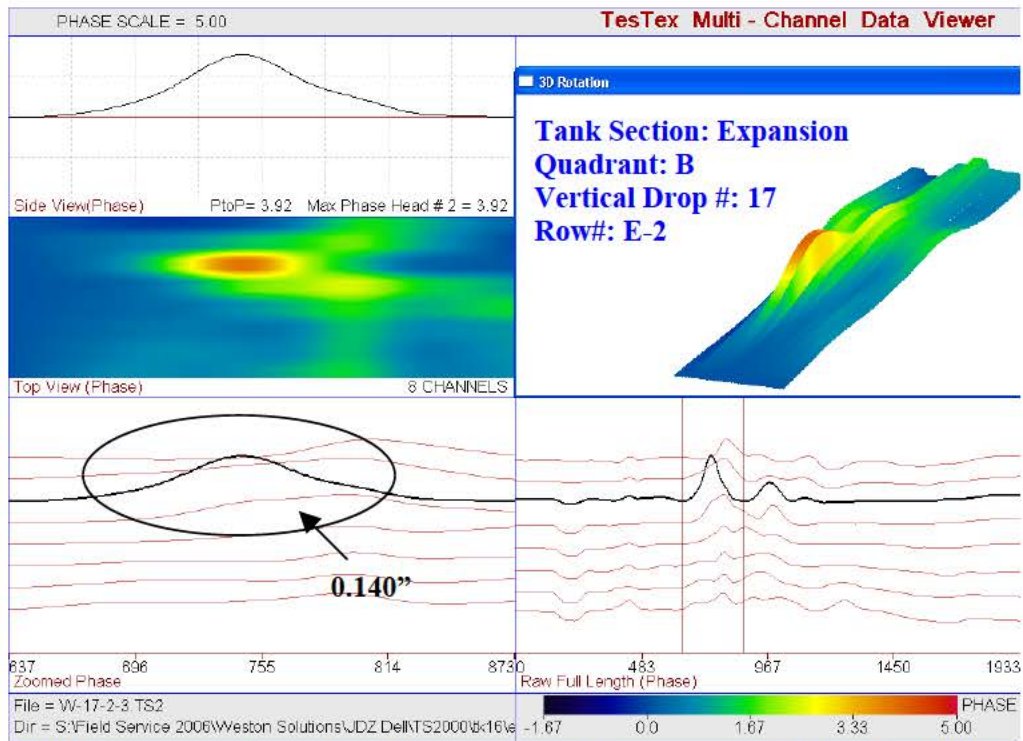 PHASE SCALE = 5.00
TesTex Multi - Channel Data Viewer
3D Rotation
Tank Section: Expansion
Quadrant: B
Vertical Drop #: 17
Row#: E-2
Side View(Phase) PtoP= 3.92 Max Phase Head # 2 = 3.92
Top View (Phase) 8 CHANNELS
0.140”
637 696 755 814 873
Zoomed Phase
0 483 967 1450 1933
Raw Full Length (Phase)
File = W-17-2-3.TS2
Dir = S:\Field Service 2006\Weston Solutions\JDZ Dell\TS2000\tk16\e
PHASE
-1.67 0.0 1.67 3.33 5.00